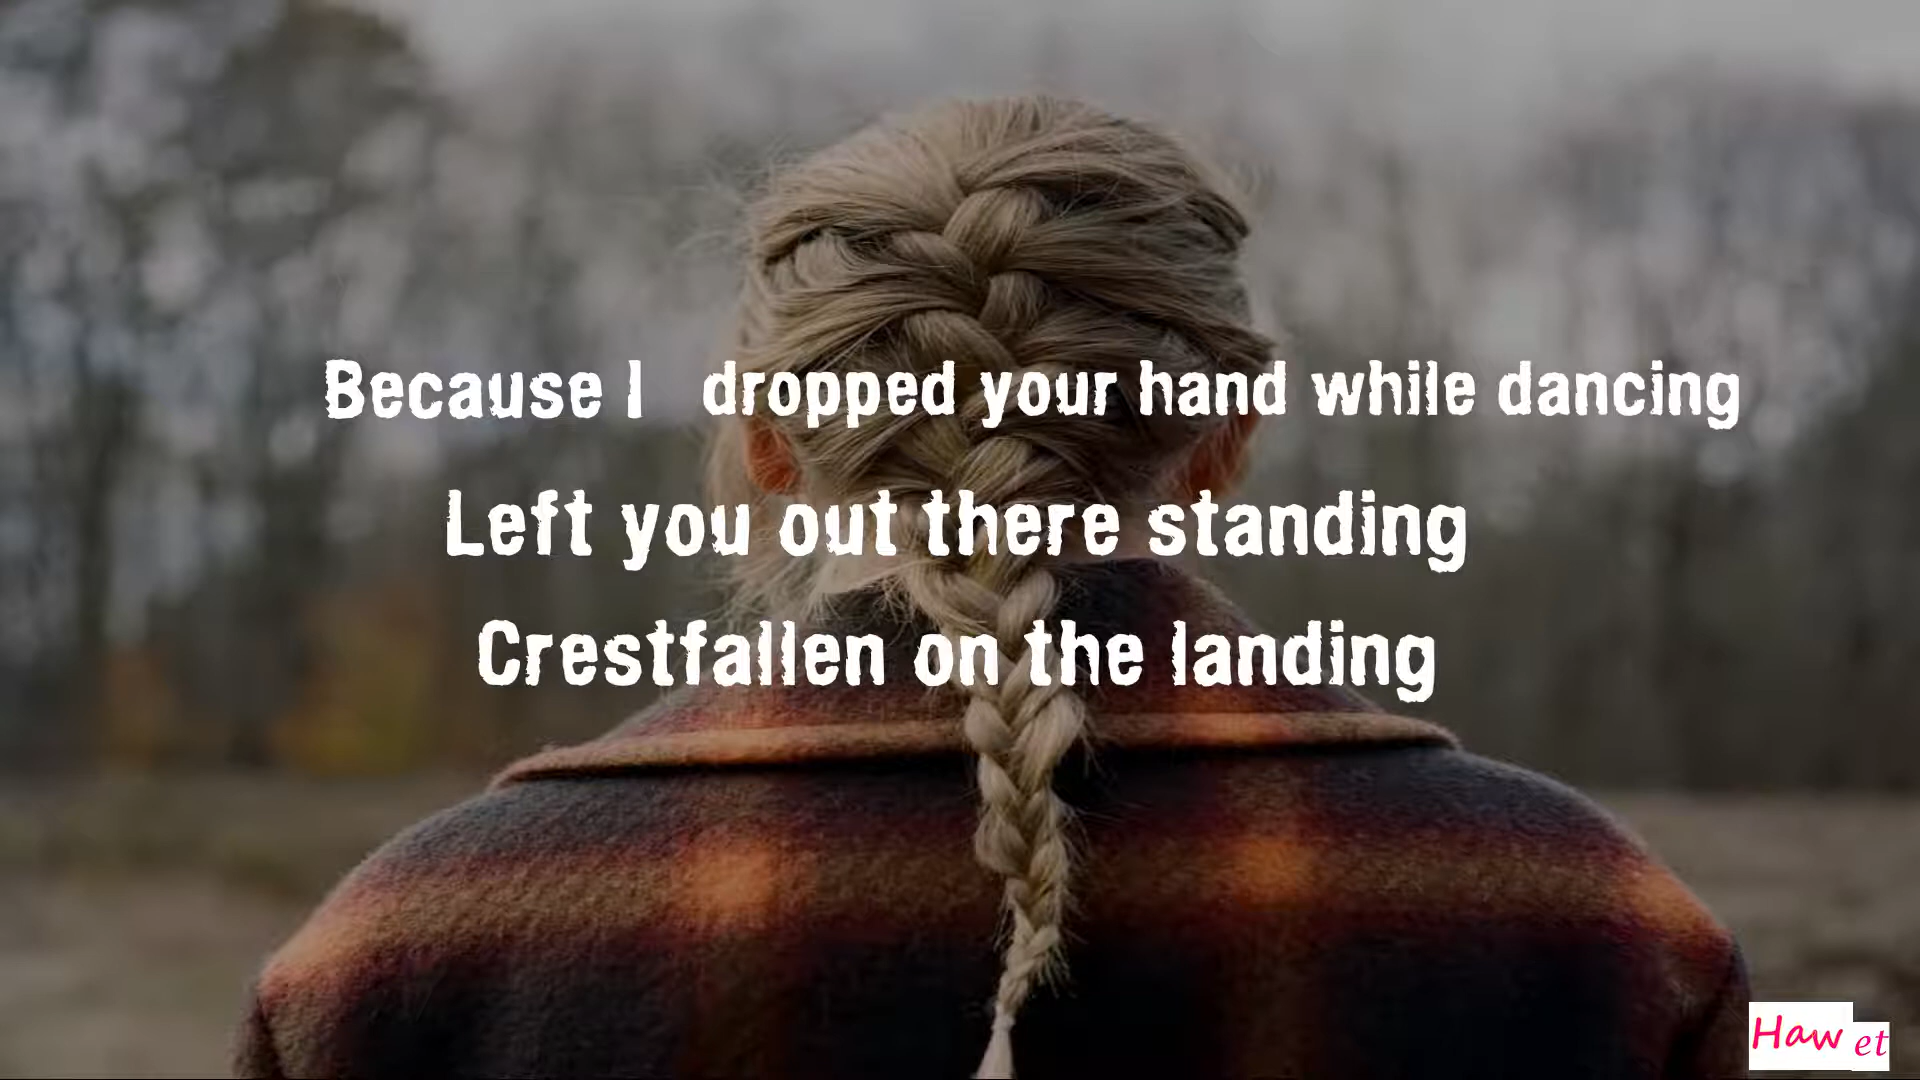 Because I dropped your hand while dancing
Left you out there standing
Crestfallen on the landing
Haw et